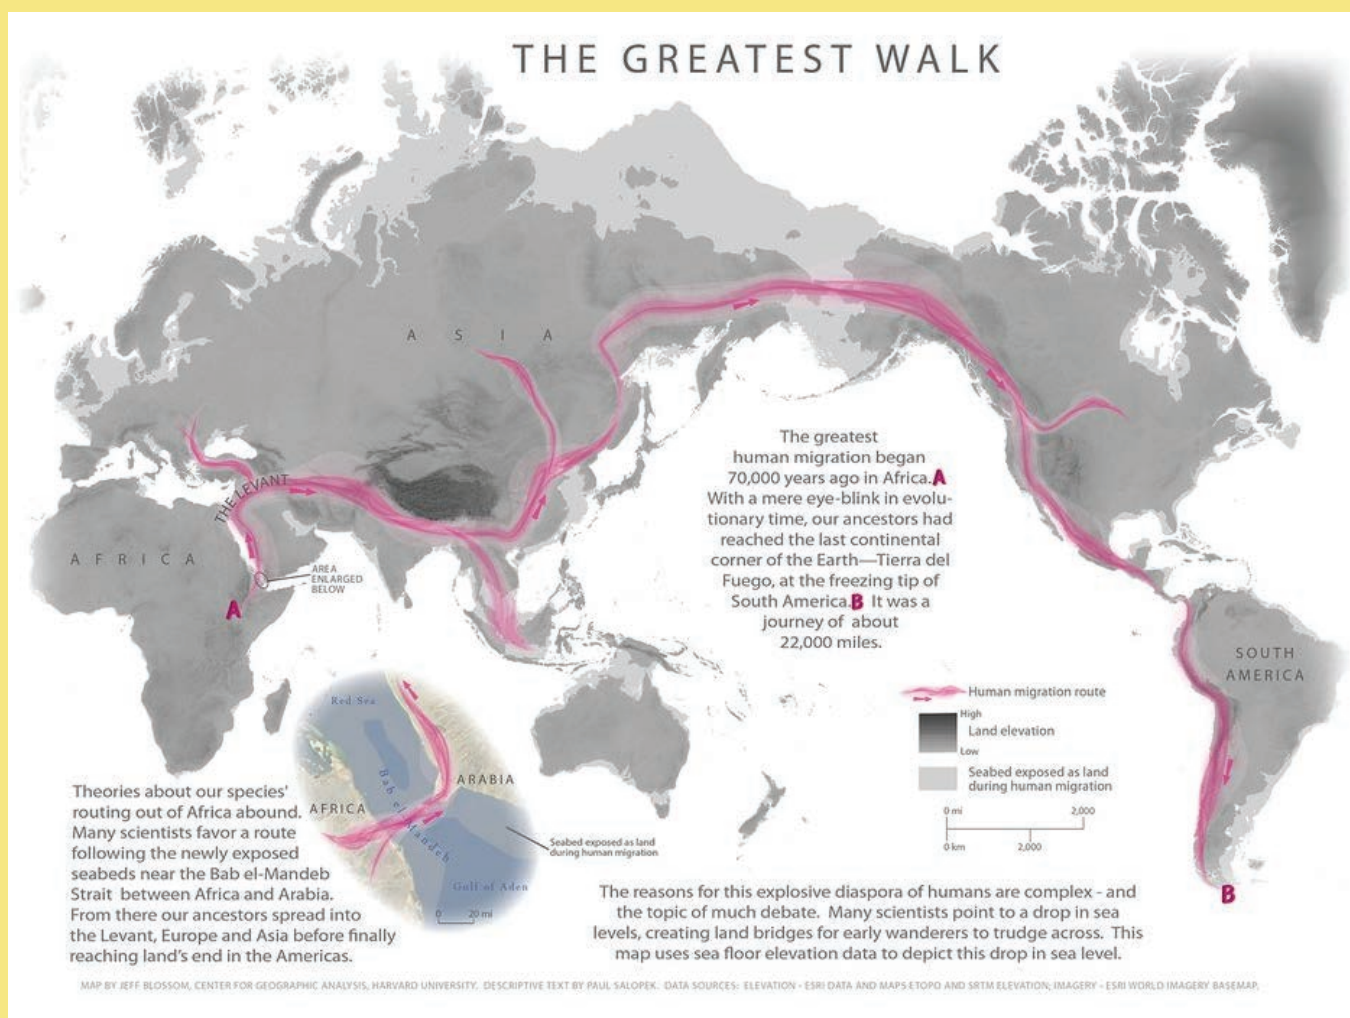 THE GREATEST WALK
A S I A
THE LEVANT
A F R I C A
AREA
ENLARGED
BELOW
A
The greatest
human migration began
70,000 years ago in Africa. A
With a mere eye-blink in evolu-
tionary time, our ancestors had
reached the last continental
corner of the Earth—Tierra del
Fuego, at the freezing tip of
South America. B It was a
journey of about
22,000 miles.
SOUTH
AMERICA
Human migration route
High
Land elevation
Low
Seabed exposed as land
during human migration
0 mi 2,000
0 km 2,000
B
Red Sea
Bab el Mandeb
ARABIA
AFRICA
Gulf of Aden
0 20 mi
Seabed exposed as land
during human migration
Theories about our species'
routing out of Africa abound.
Many scientists favor a route
following the newly exposed
seabeds near the Bab el-Mandeb
Strait between Africa and Arabia.
From there our ancestors spread into
the Levant, Europe and Asia before finally
reaching land's end in the Americas.
The reasons for this explosive diaspora of humans are complex - and
the topic of much debate. Many scientists point to a drop in sea
levels, creating land bridges for early wanderers to trudge across. This
map uses sea floor elevation data to depict this drop in sea level.
MAP BY JEFF BLOSSOM, CENTER FOR GEOGRAPHIC ANALYSIS, HARVARD UNIVERSITY. DESCRIPTIVE TEXT BY PAUL SALOPEK. DATA SOURCES: ELEVATION - ESRI DATA AND MAPS ETOPO AND SRTM ELEVATION; IMAGERY - ESRI WORLD IMAGERY BASEMAP.